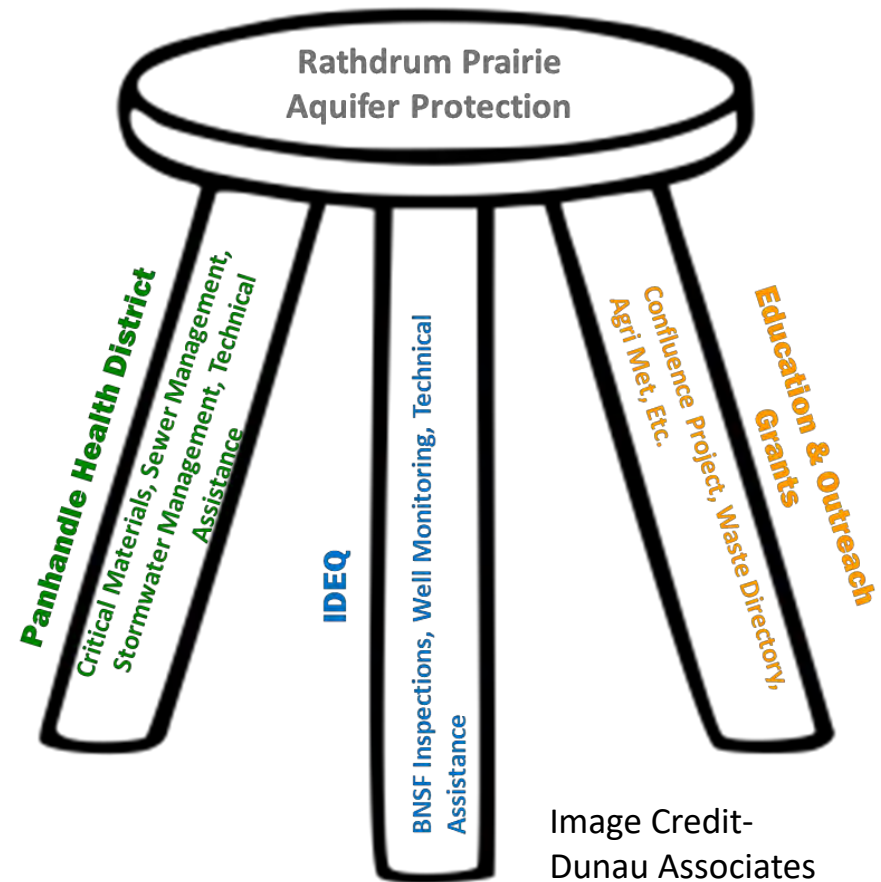 Rathdrum Prairie
Aquifer Protection
Panhandle Health District
Critical Materials, Sewer Management,
Stormwater Management, Technical
Assistance
IDEQ
BNSF Inspections, Well Monitoring, Technical
Assistance
Education & Outreach
Grants
Confluence Project, Waste Directory,
Agri Met, Etc.
Image Credit-
Dunau Associates